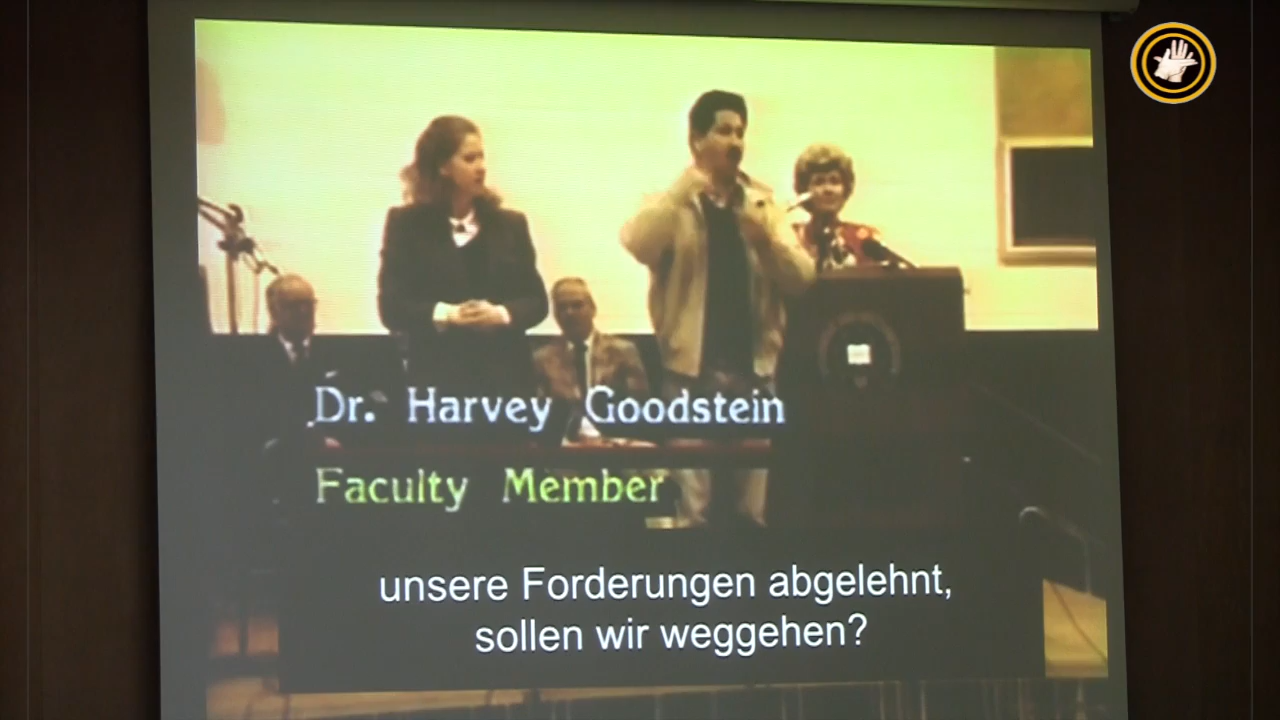 Dr. Harvey Goodstein
Faculty Member
unsere Forderungen abgelehnt,
sollen wir weggehen?